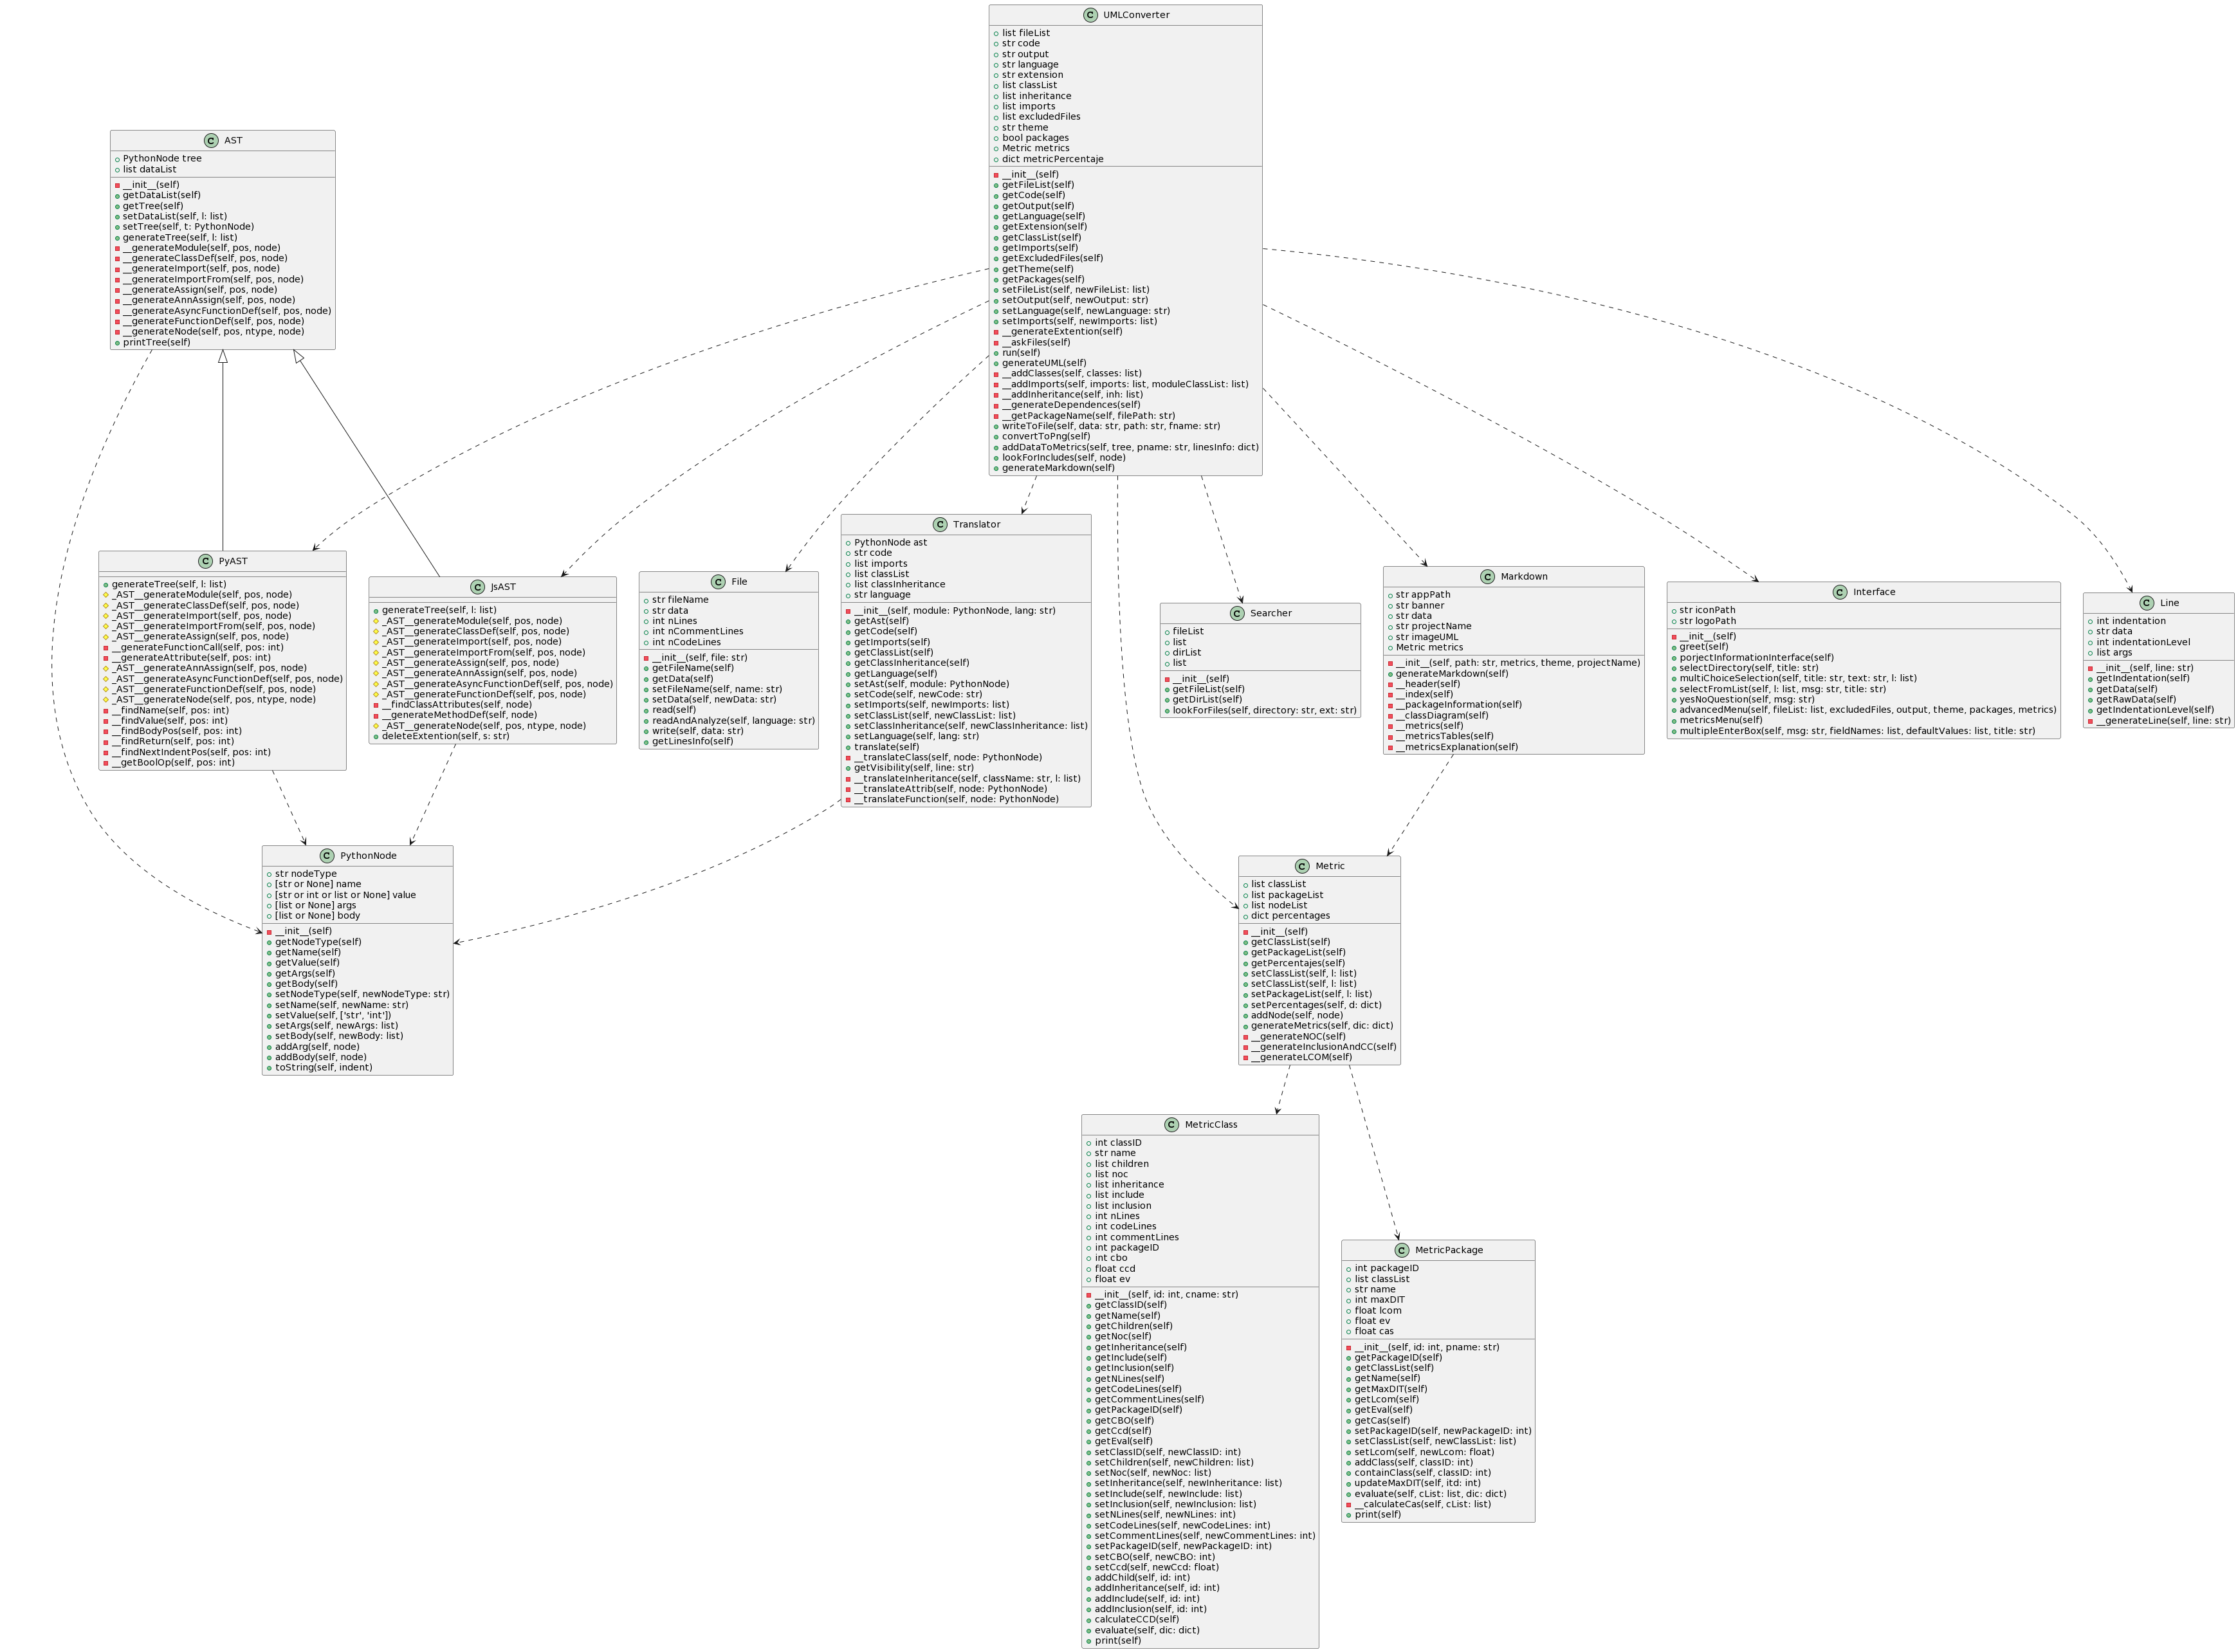 C UMLConverter
list fileList
str code
str output
str language
str extension
list classList
list inheritance
list imports
list excludedFiles
str theme
bool packages
Metric metrics
dict metricPercentaje
__init__(self)
getFileList(self)
getCode(self)
getOutput(self)
getLanguage(self)
getExtension(self)
getClassList(self)
getImports(self)
getExcludedFiles(self)
getTheme(self)
getPackages(self)
setFileList(self, newFileList: list)
setOutput(self, newOutput: str)
setLanguage(self, newLanguage: str)
setImports(self, newImports: list)
__generateExtention(self)
__askFiles(self)
run(self)
generateUML(self)
__addClasses(self, classes: list)
__addImports(self, imports: list, moduleClassList: list)
__addInheritance(self, inh: list)
__generateDependences(self)
__getPackageName(self, filePath: str)
writeToFile(self, data: str, path: str, fname: str)
convertToPng(self)
addDataToMetrics(self, tree, pname: str, linesInfo: dict)
lookForIncludes(self, node)
generateMarkdown(self)
C AST
PythonNode tree
list dataList
__init__(self)
getDataList(self)
getTree(self)
setDataList(self, l: list)
setTree(self, t: PythonNode)
generateTree(self, l: list)
__generateModule(self, pos, node)
__generateClassDef(self, pos, node)
__generateImport(self, pos, node)
__generateImportFrom(self, pos, node)
__generateAssign(self, pos, node)
__generateAnnAssign(self, pos, node)
__generateAsyncFunctionDef(self, pos, node)
__generateFunctionDef(self, pos, node)
__generateNode(self, pos, ntype, node)
printTree(self)
C PyAST
generateTree(self, l: list)
_AST__generateModule(self, pos, node)
_AST__generateClassDef(self, pos, node)
_AST__generateImport(self, pos, node)
_AST__generateImportFrom(self, pos, node)
_AST__generateAssign(self, pos, node)
__generateFunctionCall(self, pos: int)
__generateAttribute(self, pos: int)
_AST__generateAnnAssign(self, pos, node)
_AST__generateAsyncFunctionDef(self, pos, node)
_AST__generateFunctionDef(self, pos, node)
_AST__generateNode(self, pos, ntype, node)
__findName(self, pos: int)
__findValue(self, pos: int)
__findBodyPos(self, pos: int)
__findReturn(self, pos: int)
__findNextIndentPos(self, pos: int)
__getBoolOp(self, pos: int)
C JsAST
generateTree(self, l: list)
_AST__generateModule(self, pos, node)
_AST__generateClassDef(self, pos, node)
_AST__generateImport(self, pos, node)
_AST__generateImportFrom(self, pos, node)
_AST__generateAssign(self, pos, node)
_AST__generateAnnAssign(self, pos, node)
_AST__generateAsyncFunctionDef(self, pos, node)
_AST__generateFunctionDef(self, pos, node)
__findClassAttributes(self, node)
__generateMethodDef(self, node)
_AST__generateNode(self, pos, ntype, node)
deleteExtention(self, s: str)
C File
str fileName
str data
int nLines
int nCommentLines
int nCodeLines
__init__(self, file: str)
getFileName(self)
getData(self)
setFileName(self, name: str)
setData(self, newData: str)
read(self)
readAndAnalyze(self, language: str)
write(self, data: str)
getLinesInfo(self)
C Translator
PythonNode ast
str code
list imports
list classList
list classInheritance
str language
__init__(self, module: PythonNode, lang: str)
getAst(self)
getCode(self)
getImports(self)
getClassList(self)
getClassInheritance(self)
getLanguage(self)
setAst(self, module: PythonNode)
setCode(self, newCode: str)
setImports(self, newImports: list)
setClassList(self, newClassList: list)
setClassInheritance(self, newClassInheritance: list)
setLanguage(self, lang: str)
translate(self)
__translateClass(self, node: PythonNode)
getVisibility(self, line: str)
__translateInheritance(self, className: str, l: list)
__translateAttrib(self, node: PythonNode)
__translateFunction(self, node: PythonNode)
C Searcher
fileList
list
dirList
list
__init__(self)
getFileList(self)
getDirList(self)
lookForFiles(self, directory: str, ext: str)
C Markdown
str appPath
str banner
str data
str projectName
str imageUML
Metric metrics
__init__(self, path: str, metrics, theme, projectName)
generateMarkdown(self)
__header(self)
__index(self)
__packageInformation(self)
__classDiagram(self)
__metrics(self)
__metricsTables(self)
__metricsExplanation(self)
C Interface
str iconPath
str logoPath
__init__(self)
greet(self)
porjectInformationInterface(self)
selectDirectory(self, title: str)
multiChoiceSelection(self, title: str, text: str, l: list)
selectFromList(self, l: list, msg: str, title: str)
yesNoQuestion(self, msg: str)
advancedMenu(self, fileList: list, excludedFiles, output, theme, packages, metrics)
metricsMenu(self)
multipleEnterBox(self, msg: str, fieldNames: list, defaultValues: list, title: str)
C Line
int indentation
str data
int indentationLevel
list args
__init__(self, line: str)
getIndentation(self)
getData(self)
getRawData(self)
getIndentationLevel(self)
__generateLine(self, line: str)
C PythonNode
str nodeType
[str or None] name
[str or int or list or None] value
[list or None] args
[list or None] body
__init__(self)
getNodeType(self)
getName(self)
getValue(self)
getArgs(self)
getBody(self)
setNodeType(self, newNodeType: str)
setName(self, newName: str)
setValue(self, ['str', 'int'])
setArgs(self, newArgs: list)
setBody(self, newBody: list)
addArg(self, node)
addBody(self, node)
toString(self, indent)
C Metric
list classList
list packageList
list nodeList
dict percentages
__init__(self)
getClassList(self)
getPackageList(self)
getPercentajes(self)
setClassList(self, l: list)
setClassList(self, l: list)
setPackageList(self, l: list)
setPercentages(self, d: dict)
addNode(self, node)
generateMetrics(self, dic: dict)
__generateNOC(self)
__generateInclusionAndCC(self)
__generateLCOM(self)
C MetricClass
int classID
str name
list children
list noc
list inheritance
list include
list inclusion
int nLines
int codeLines
int commentLines
int packageID
int cbo
float ccd
float ev
__init__(self, id: int, cname: str)
getClassID(self)
getName(self)
getChildren(self)
getNoc(self)
getInheritance(self)
getInclude(self)
getInclusion(self)
getNLines(self)
getCodeLines(self)
getCommentLines(self)
getPackageID(self)
getCBO(self)
getCcd(self)
getEval(self)
setClassID(self, newClassID: int)
setChildren(self, newChildren: list)
setNoc(self, newNoc: list)
setInheritance(self, newInheritance: list)
setInclude(self, newInclude: list)
setInclusion(self, newInclusion: list)
setNLines(self, newNLines: int)
setCodeLines(self, newCodeLines: int)
setCommentLines(self, newCommentLines: int)
setPackageID(self, newPackageID: int)
setCBO(self, newCBO: int)
setCcd(self, newCcd: float)
addChild(self, id: int)
addInheritance(self, id: int)
addInclude(self, id: int)
addInclusion(self, id: int)
calculateCCD(self)
evaluate(self, dic: dict)
print(self)
C MetricPackage
int packageID
list classList
str name
int maxDIT
float lcom
float ev
float cas
__init__(self, id: int, pname: str)
getPackageID(self)
getClassList(self)
getName(self)
getMaxDIT(self)
getLcom(self)
getEval(self)
getCas(self)
setPackageID(self, newPackageID: int)
setClassList(self, newClassList: list)
setLcom(self, newLcom: float)
addClass(self, classID: int)
containClass(self, classID: int)
updateMaxDIT(self, itd: int)
evaluate(self, cList: list, dic: dict)
__calculateCas(self, cList: list)
print(self)